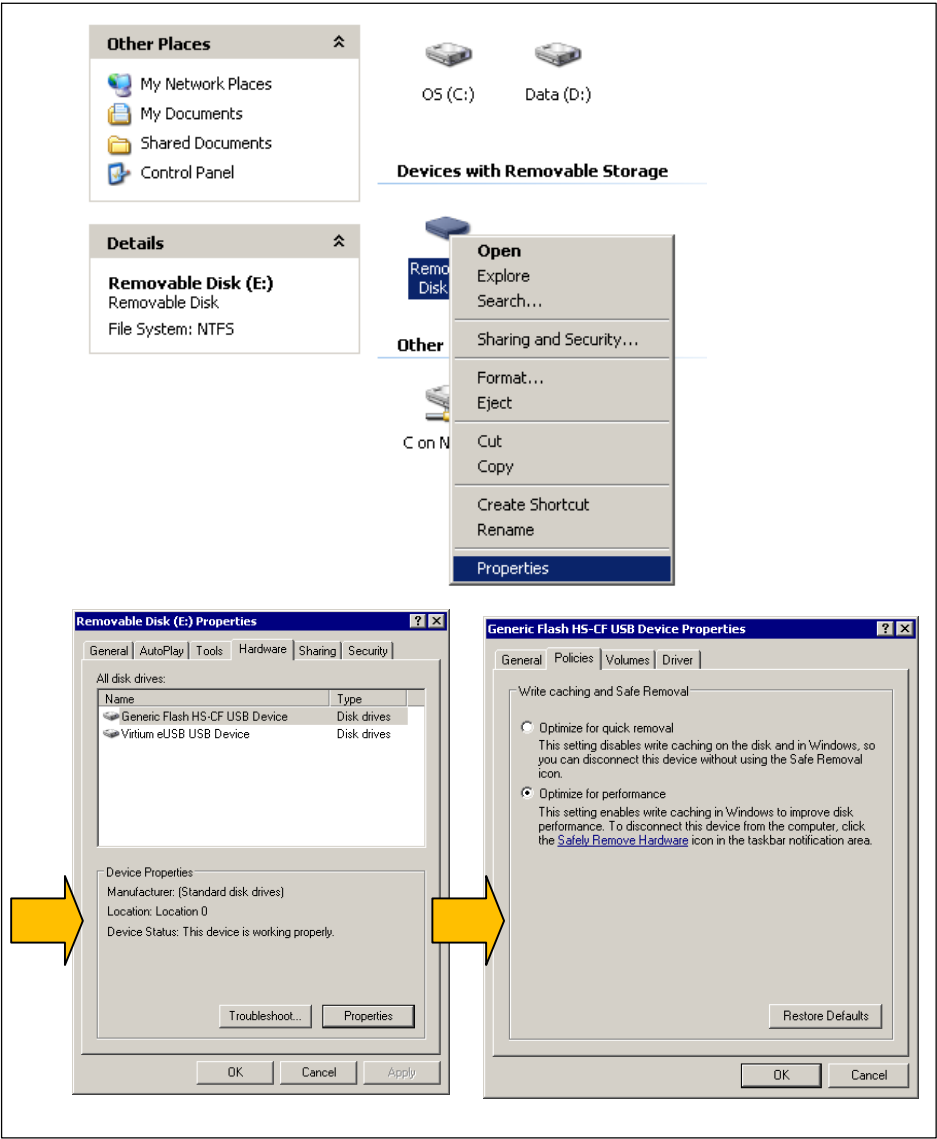 Other Places
My Network Places
My Documents
Shared Documents
Control Panel
Details
Removable Disk (E:)
Removable Disk
File System: NTFS
OS (C:)
Data (D:)
Devices with Removable Storage
Remo
Disk
Other
C on N
Open
Explore
Search...
Sharing and Security...
Format...
Eject
Cut
Copy
Create Shortcut
Rename
Properties
Removable Disk (E:) Properties
General AutoPlay Tools Hardware Sharing Security
All disk drives:
Name Type
Generic Flash HS-CF USB Device Disk drives
Virtium eUSB USB Device Disk drives
Device Properties
Manufacturer: (Standard disk drives)
Location: Location 0
Device Status: This device is working properly.
Troubleshoot... Properties
OK Cancel Apply
Generic Flash HS-CF USB Device Properties
General Policies Volumes Driver
Write caching and Safe Removal
Optimize for quick removal
This setting disables write caching on the disk and in Windows, so
you can disconnect this device without using the Safe Removal
icon.
Optimize for performance
This setting enables write caching in Windows to improve disk
performance. To disconnect this device from the computer, click
the Safely Remove Hardware icon in the taskbar notification area.
Restore Defaults
OK Cancel